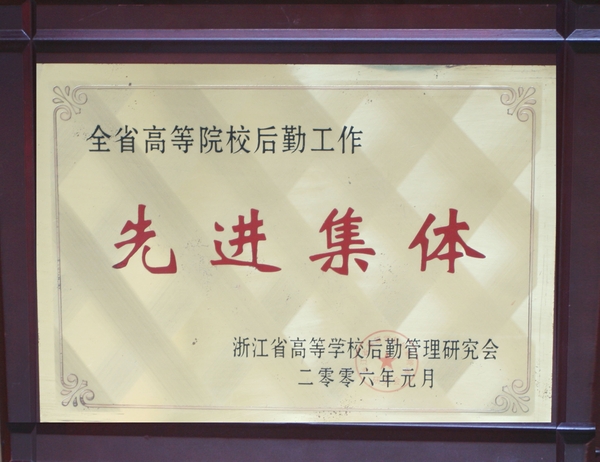 全省高等院校后勤工作
先进集体
浙江省高等学校后勤管理研究会
二零零六年元月